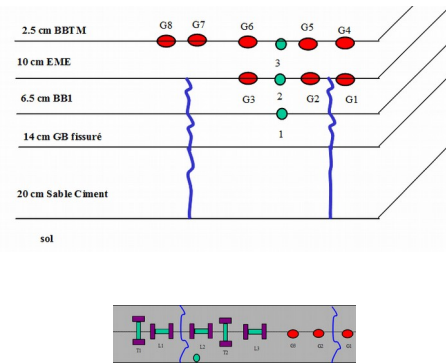 G8 G7 G6 G5 G4
2.5 cm BBTM
10 cm EME
3
G3 2 G2 G1
6.5 cm BB1
1
14 cm GB fissuré
20 cm Sable Ciment
sol
T1 L1 L2 T2 L3 G3 G2 G1